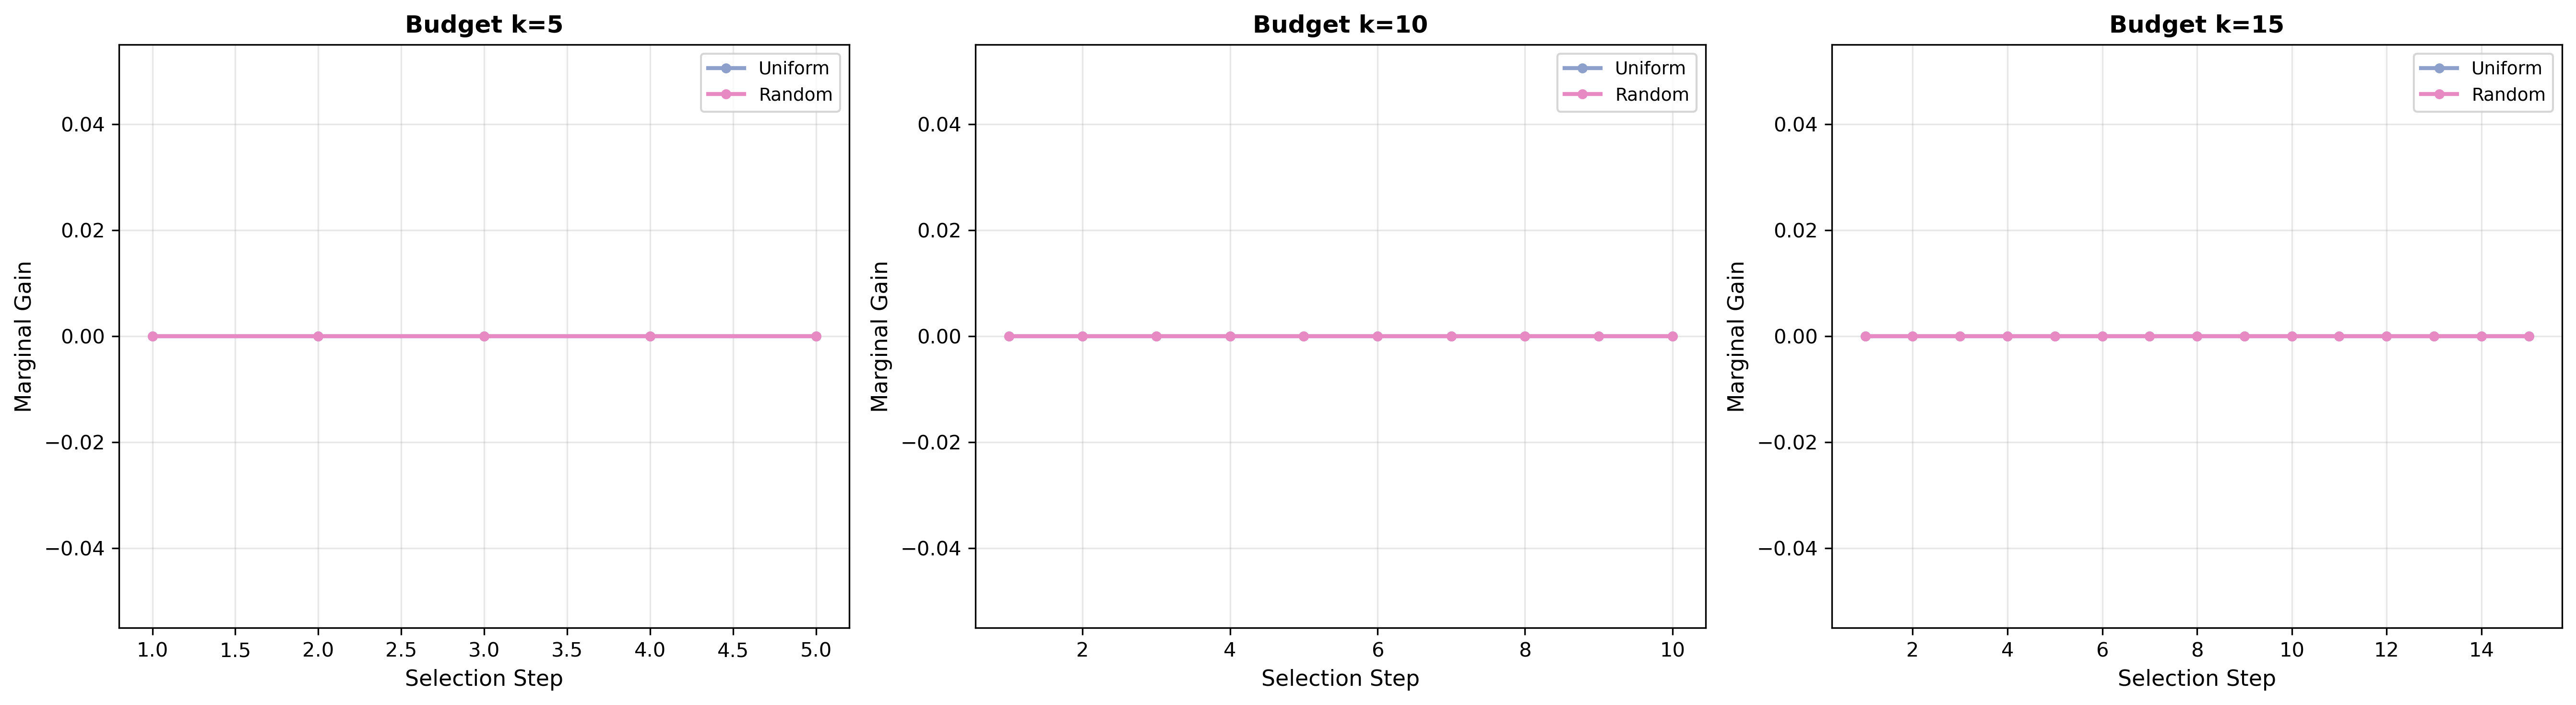 Budget k=5
Uniform
Random
Marginal Gain
0.04
0.02
0.00
−0.02
−0.04
1.0 1.5 2.0 2.5 3.0 3.5 4.0 4.5 5.0
Selection Step
Budget k=10
Uniform
Random
Marginal Gain
0.04
0.02
0.00
−0.02
−0.04
2 4 6 8 10
Selection Step
Budget k=15
Uniform
Random
Marginal Gain
0.04
0.02
0.00
−0.02
−0.04
2 4 6 8 10 12 14
Selection Step